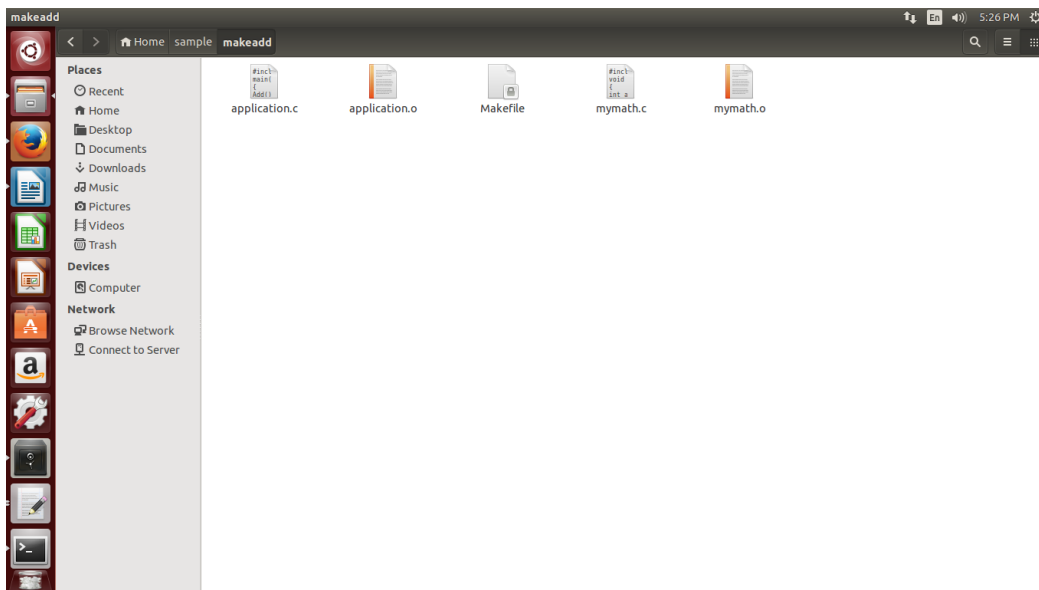 makeadd
En
5:26 PM
Home sample makeadd
Places
Recent
Home
Desktop
Documents
Downloads
Music
Pictures
Videos
Trash
Devices
Computer
Network
Browse Network
Connect to Server
#incl
main(
{
Add()
application.c
application.o
Makefile
#incl
void
{
int a
mymath.c
mymath.o
A
a
>_